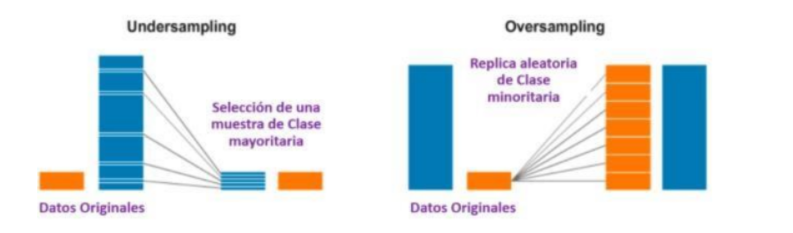 Undersampling
Selección de una
muestra de Clase
mayoritaria
Datos Originales
Oversampling
Replica aleatoria
de Clase
minoritaria
Datos Originales